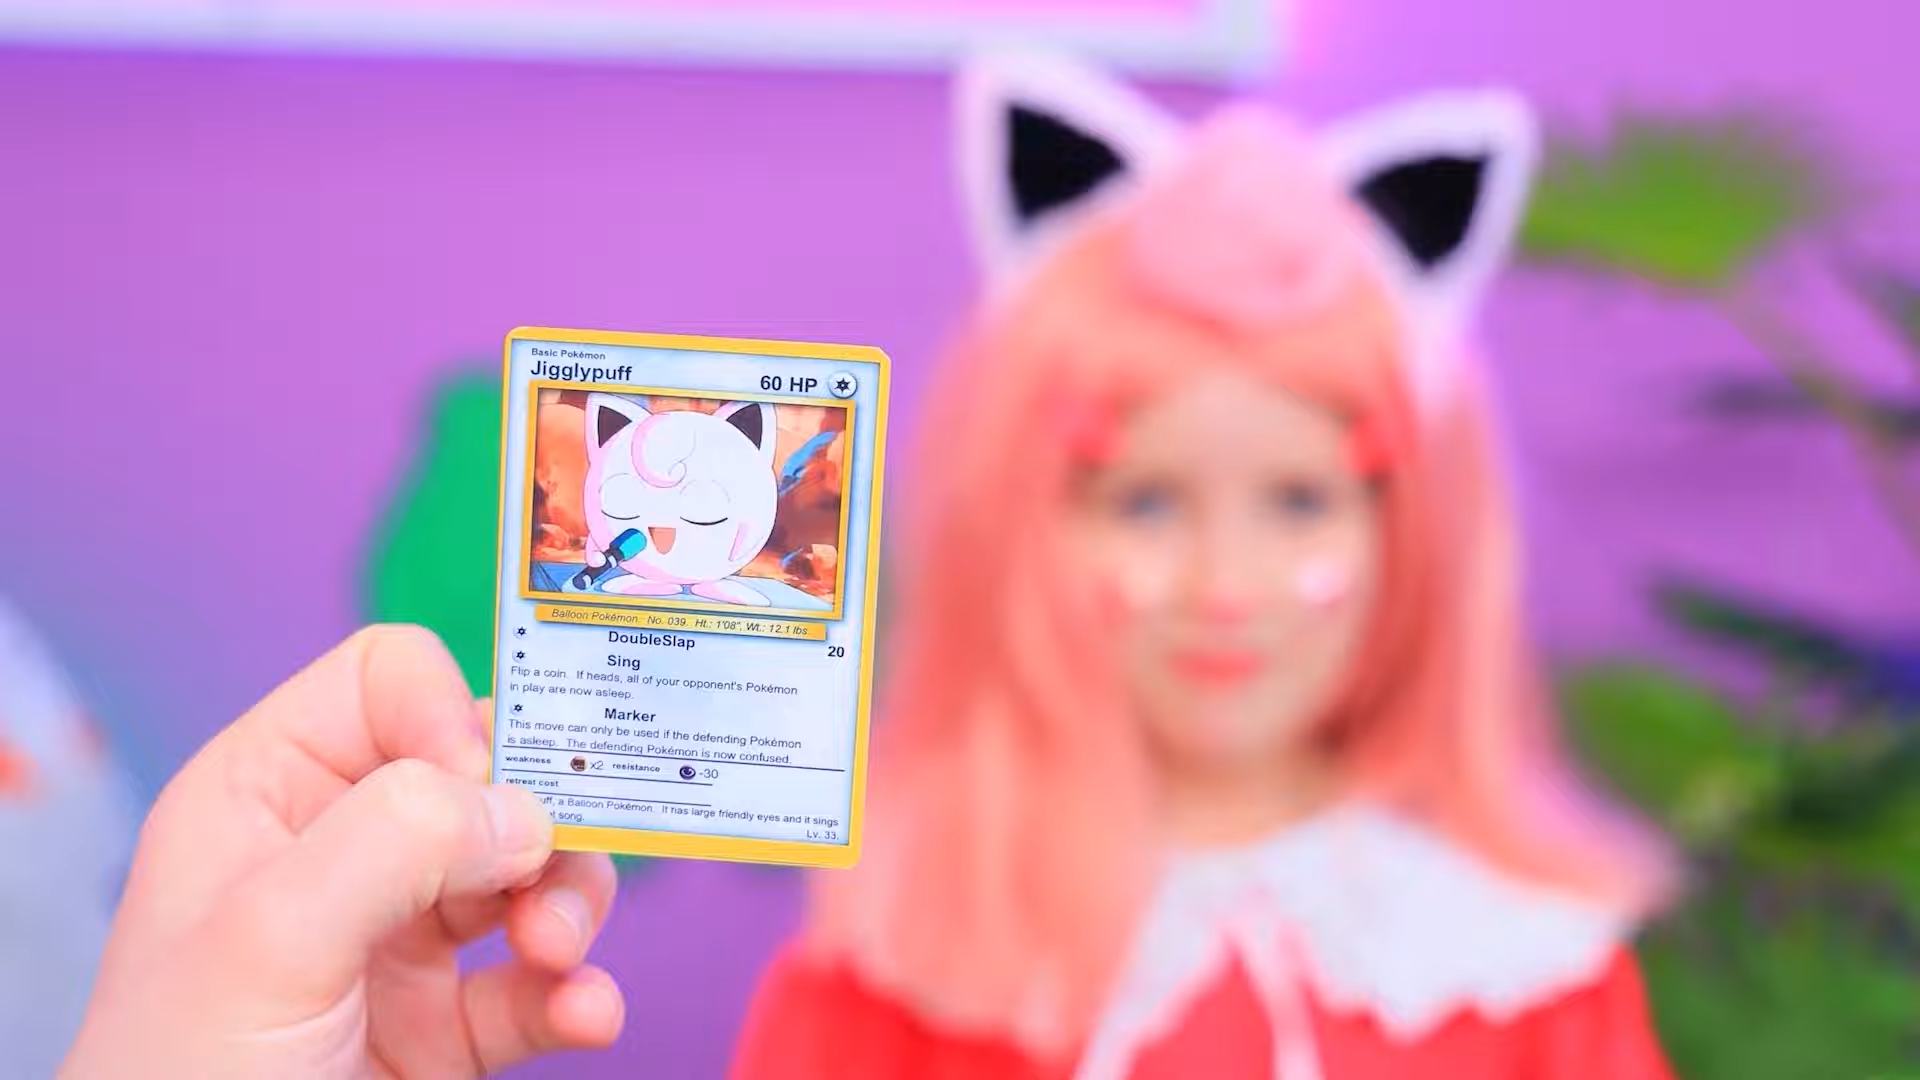 Basic Pokémon
Jigglypuff
60 HP
Balloon Pokémon. No. 039. Ht.: 1'08", Wt.: 12.1 lbs.
DoubleSlap
20
Sing
Flip a coin. If heads, all of your opponent's Pokémon
in play are now asleep.
Marker
This move can only be used if the defending Pokémon
is asleep. The defending Pokémon is now confused.
weakness x2 resistance -30
retreat cost
a Balloon Pokémon. It has large friendly eyes and it sings
song.
Lv. 33.